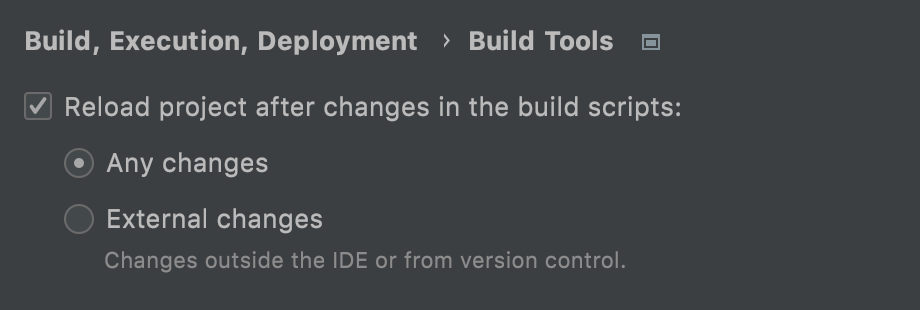 Build, Execution, Deployment › Build Tools
Reload project after changes in the build scripts:
Any changes
External changes
Changes outside the IDE or from version control.